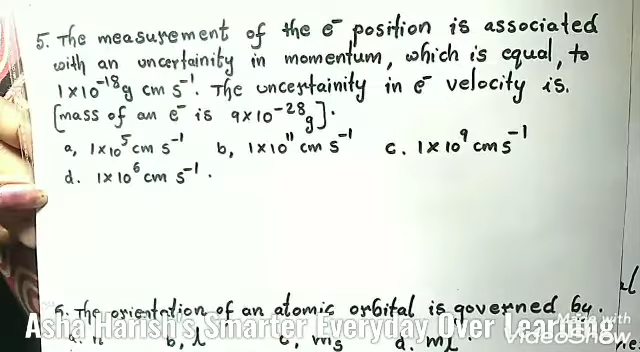 5. The measurement of the e⁻ position is associated
with an uncertainity in momentum, which is equal, to
1×10⁻¹⁸g cm s⁻¹. The uncertainity in e⁻ velocity is.
[mass of an e⁻ is 9×10⁻²⁸g].
a, 1×10⁵cm s⁻¹ b, 1×10¹¹ cm s⁻¹ c. 1×10⁹ cm s⁻¹
d. 1×10⁶ cm s⁻¹.
6. The orientation of an atomic orbital is governed by.
Made with
Asha Harish's Smarter Everyday Over Learning
VideoShow
a. n b, l c, ms d. ml.